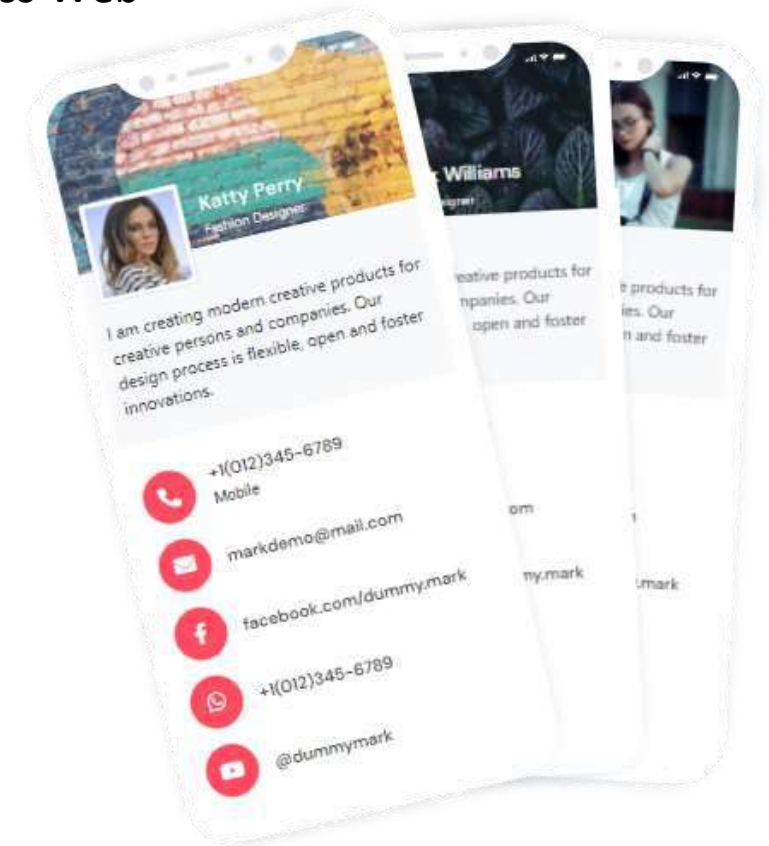 Katty Perry
Fashion Designer
I am creating modern creative products for
creative persons and companies. Our
design process is flexible, open and foster
innovations.
+1(012)345-6789
Mobile
markdemo@mail.com
facebook.com/dummy.mark
+1(012)345-6789
@dummymark
Williams
eative products for
npanies. Our
open and foster
om
my.mark
products for
ies. Our
and foster
.mark